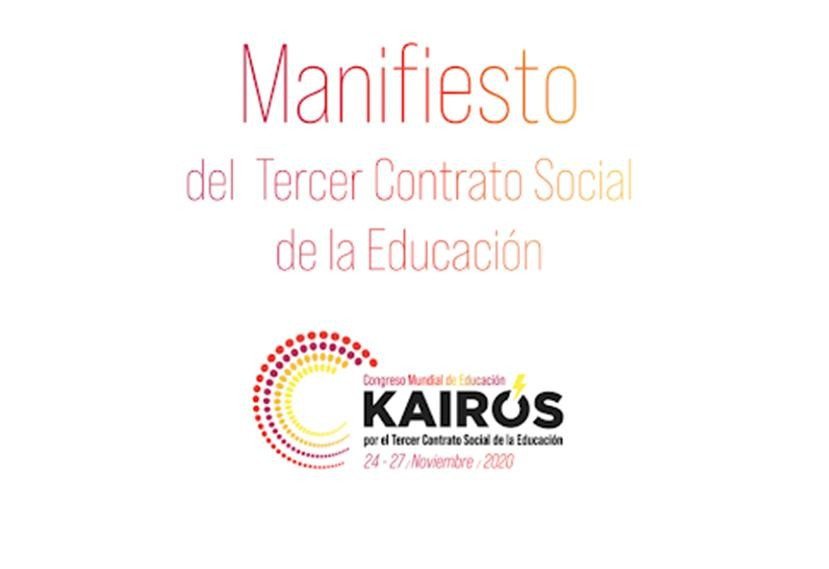 Manifiesto
del Tercer Contrato Social
de la Educación
Congreso Mundial de Educación
KAIRÓS
por el Tercer Contrato Social de la Educación
24 - 27 / Noviembre / 2020